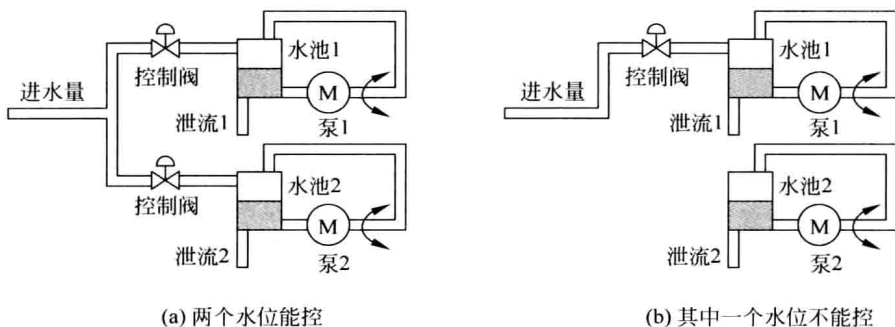 进水量
控制阀
水池1
M
泄流1
泵1
控制阀
水池2
M
泄流2
泵2
(a) 两个水位能控
进水量
控制阀
水池1
M
泄流1
泵1
水池2
M
泄流2
泵2
(b) 其中一个水位不能控